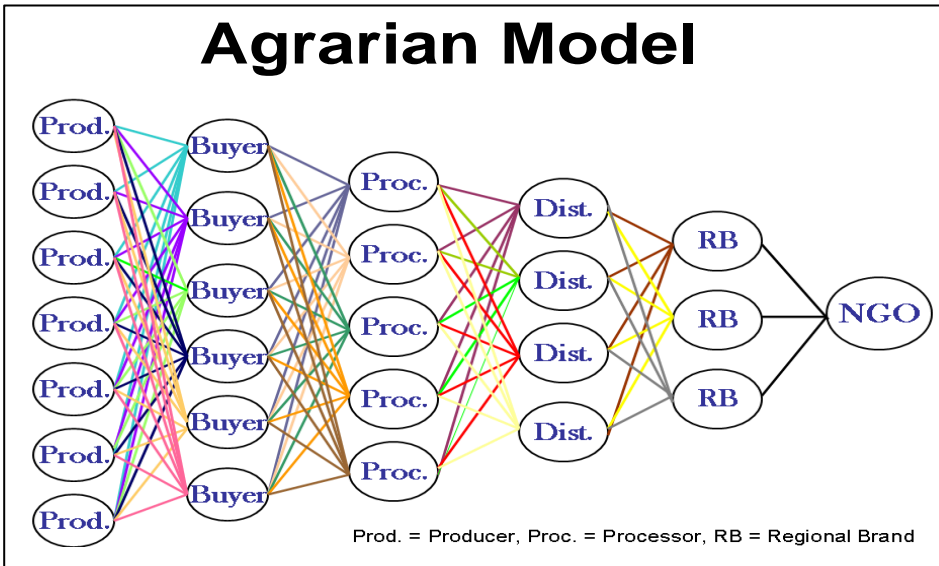 Agrarian Model
Prod.
Prod.
Prod.
Prod.
Prod.
Prod.
Prod.
Buyer
Buyer
Buyer
Buyer
Buyer
Buyer
Proc.
Proc.
Proc.
Proc.
Proc.
Dist.
Dist.
Dist.
Dist.
RB
RB
RB
NGO
Prod. = Producer, Proc. = Processor, RB = Regional Brand